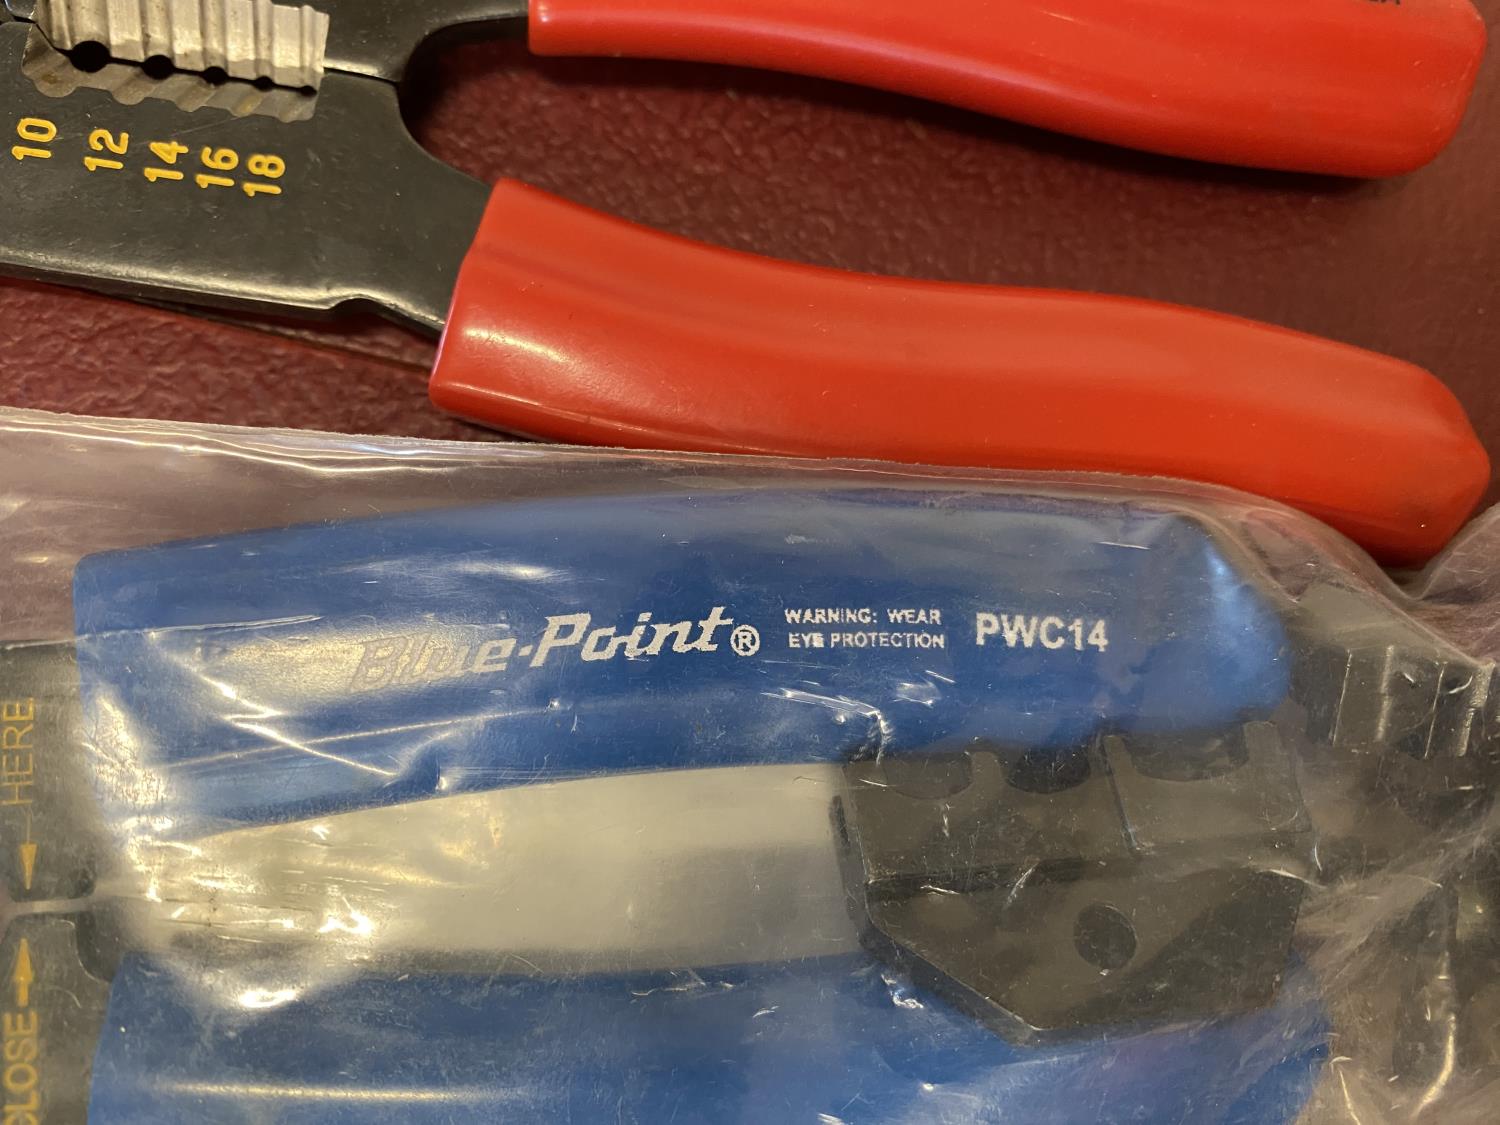 10
12
14
16
18
Blue-Point®
WARNING: WEAR
EYE PROTECTION
PWC14
HERE
CLOSE